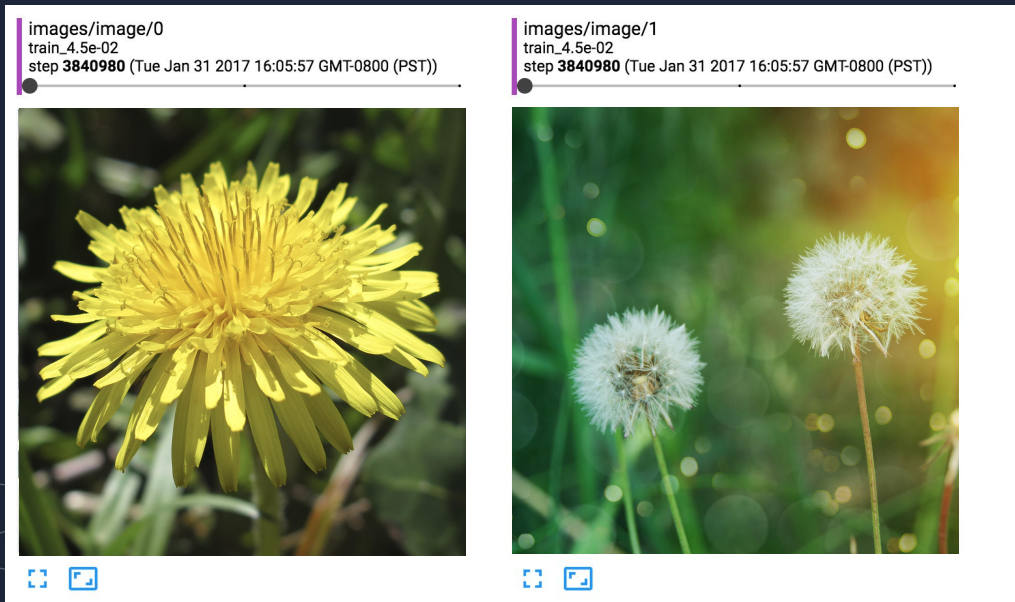 images/image/0
train_4.5e-02
step 3840980 (Tue Jan 31 2017 16:05:57 GMT-0800 (PST))
images/image/1
train_4.5e-02
step 3840980 (Tue Jan 31 2017 16:05:57 GMT-0800 (PST))